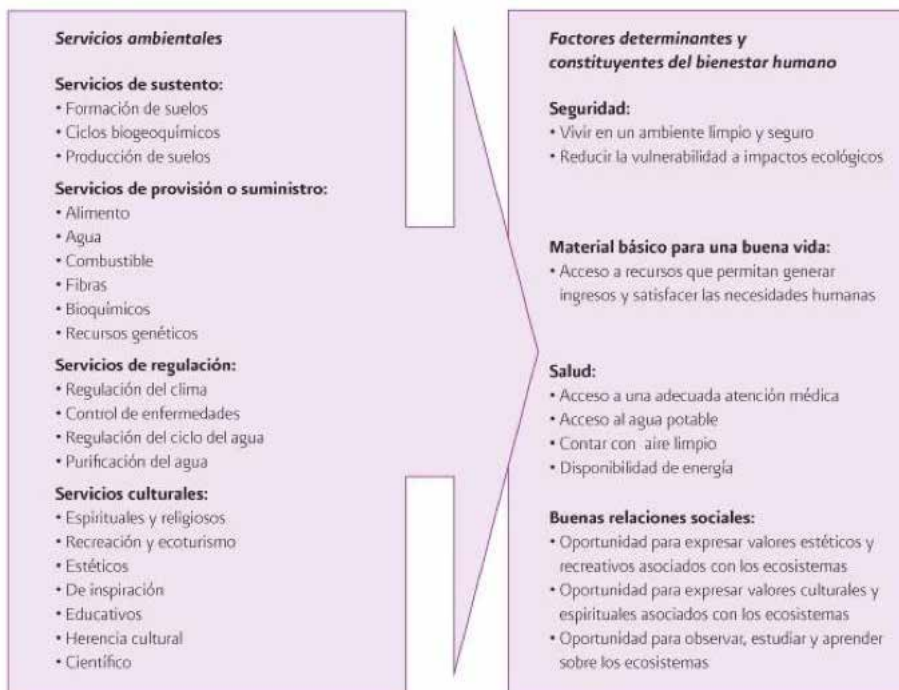 Servicios ambientales
Servicios de sustento:
• Formación de suelos
• Ciclos biogeoquímicos
• Producción de suelos
Servicios de provisión o suministro:
• Alimento
• Agua
• Combustible
• Fibras
• Bioquímicos
• Recursos genéticos
Servicios de regulación:
• Regulación del clima
• Control de enfermedades
• Regulación del ciclo del agua
• Purificación del agua
Servicios culturales:
• Espirituales y religiosos
• Recreación y ecoturismo
• Estéticos
• De inspiración
• Educativos
• Herencia cultural
• Científico
Factores determinantes y
constituyentes del bienestar humano
Seguridad:
• Vivir en un ambiente limpio y seguro
• Reducir la vulnerabilidad a impactos ecológicos
Material básico para una buena vida:
• Acceso a recursos que permitan generar
ingresos y satisfacer las necesidades humanas
Salud:
• Acceso a una adecuada atención médica
• Acceso al agua potable
• Contar con aire limpio
• Disponibilidad de energía
Buenas relaciones sociales:
• Oportunidad para expresar valores estéticos y
recreativos asociados con los ecosistemas
• Oportunidad para expresar valores culturales y
espirituales asociados con los ecosistemas
• Oportunidad para observar, estudiar y aprender
sobre los ecosistemas